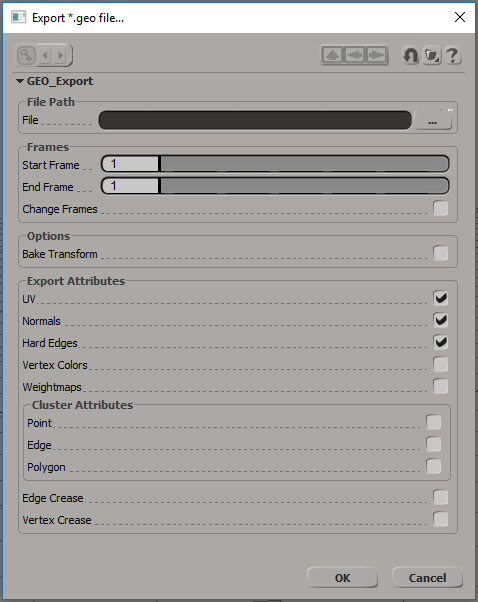 Export *.geo file...
?
GEO_Export
File Path
File
...
Frames
Start Frame 1
End Frame 1
Change Frames
Options
Bake Transform
Export Attributes
UV
Normals
Hard Edges
Vertex Colors
Weightmaps
Cluster Attributes
Point
Edge
Polygon
Edge Crease
Vertex Crease
OK Cancel